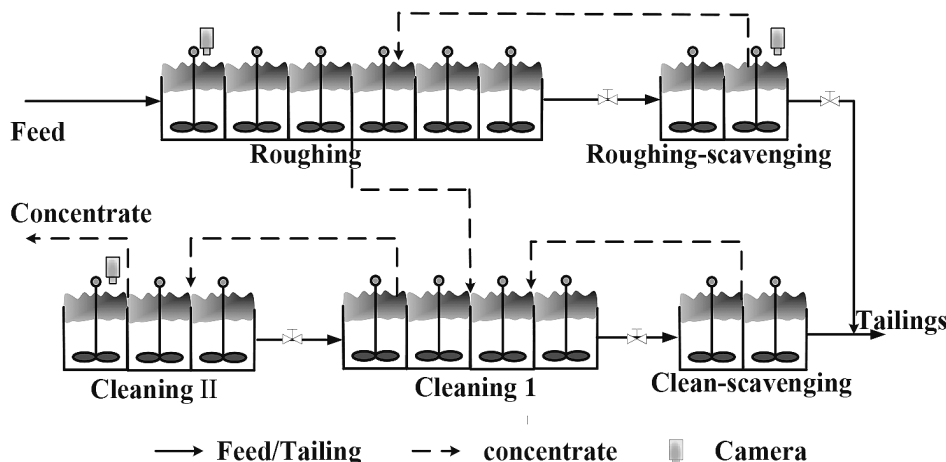 Feed
Roughing
Roughing-scavenging
Concentrate
Tailings
Cleaning II
Cleaning 1
Clean-scavenging
Feed/Tailing
concentrate
Camera